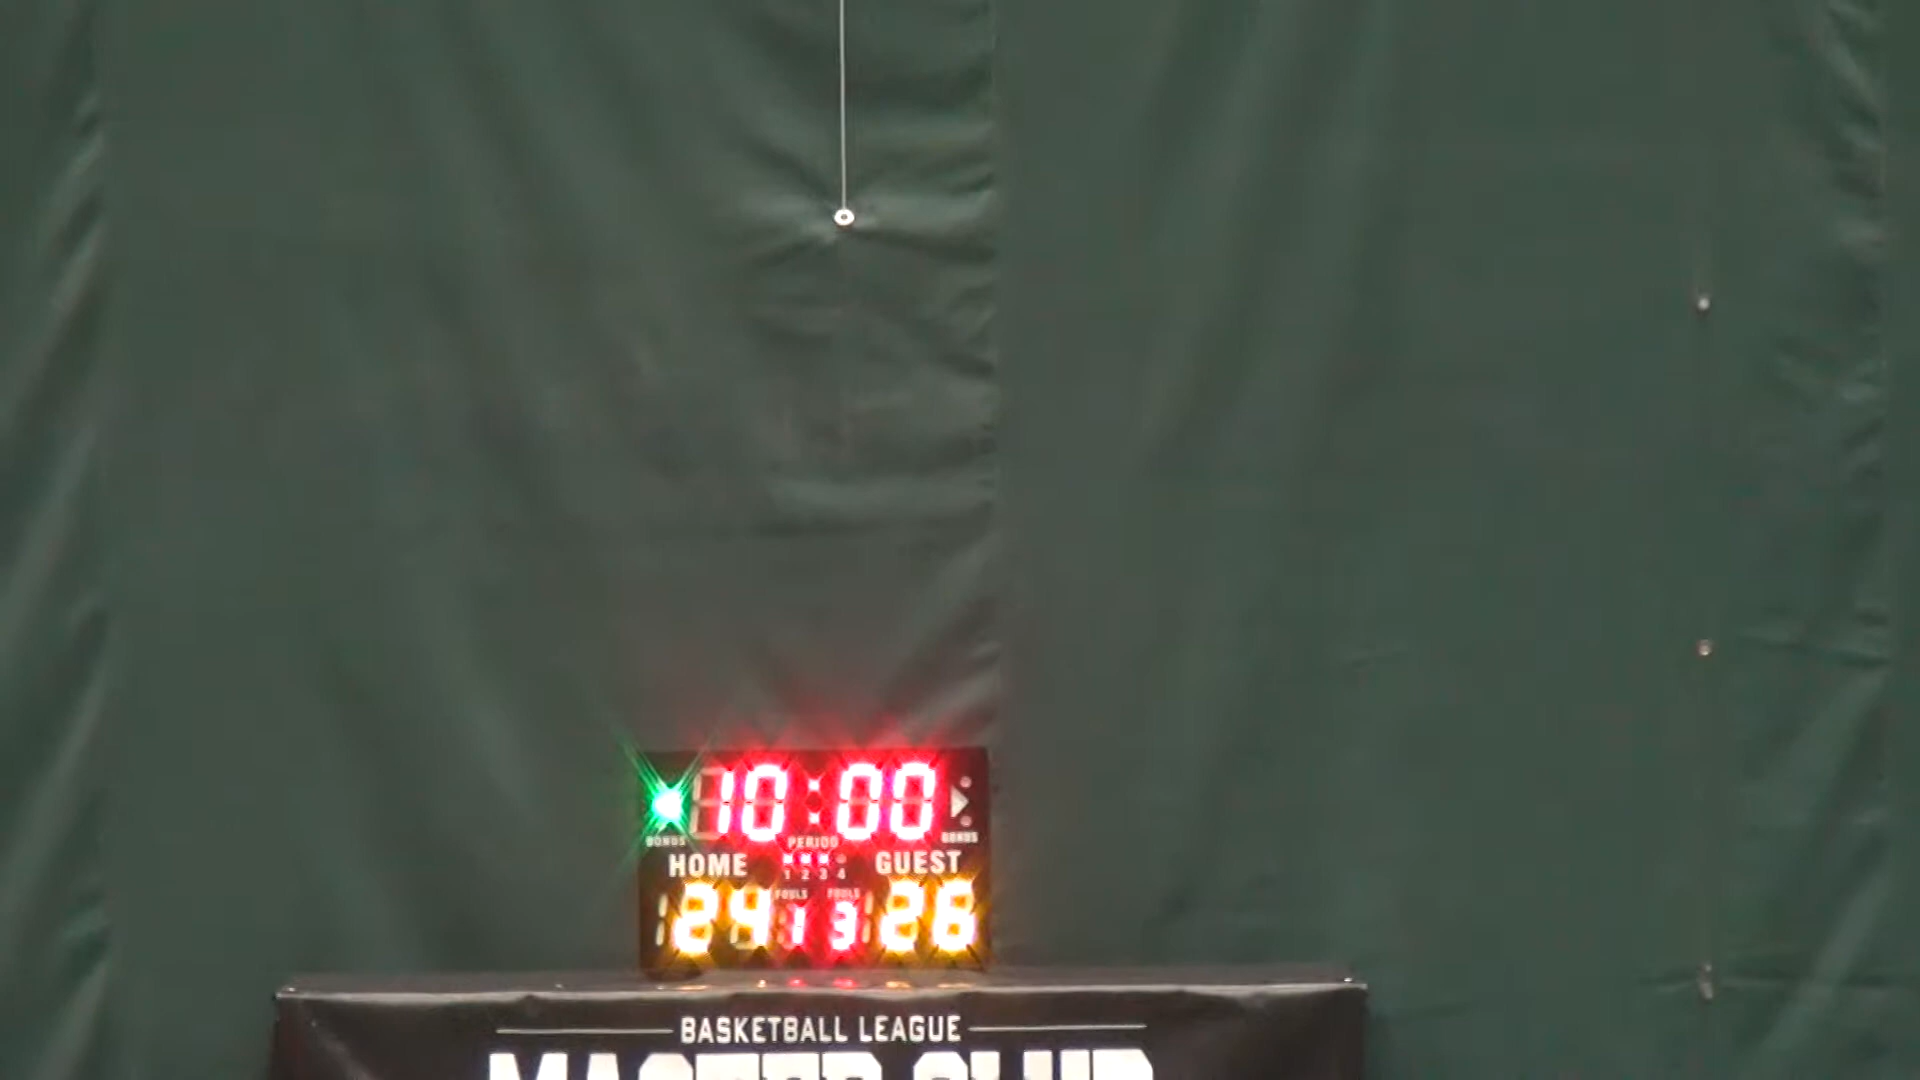 10:00
BONUS PERIOD BONUS
HOME GUEST
1 2 3 4
FOULS FOULS
24 1 3 26
BASKETBALL LEAGUE